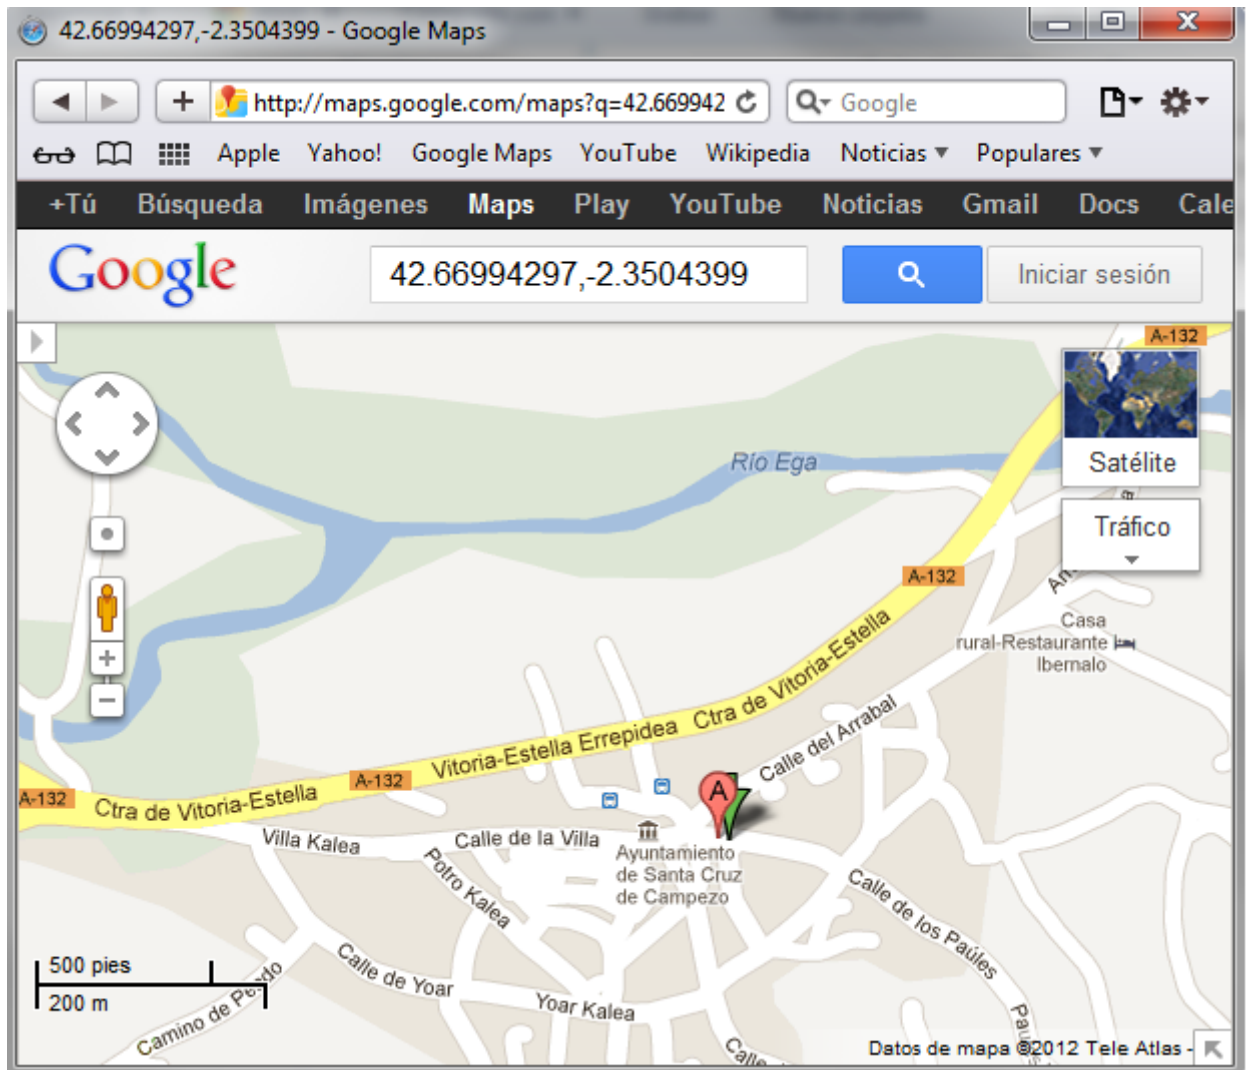 42.66994297,-2.3504399 - Google Maps
http://maps.google.com/maps?q=42.669942
Google
Apple Yahoo! Google Maps YouTube Wikipedia Noticias Populares
+Tú Búsqueda Imágenes Maps Play YouTube Noticias Gmail Docs Cale
Google
42.66994297,-2.3504399
Iniciar sesión
A-132
Satélite
Río Ega
Tráfico
A-132
Casa
rural-Restaurante
Ibernalo
Vitoria-Estella Errepidea
Ctra de Vitoria-Estella
Calle del Arrabal
A-132
A-132
Ctra de Vitoria-Estella
A
Villa Kalea
Calle de la Villa
Ayuntamiento
de Santa Cruz
de Campezo
Potro Kalea
Calle de los Paúles
Calle de Yoar
Yoar Kalea
500 pies
200 m
Camino de
Calle
Datos de mapa ©2012 Tele Atlas -